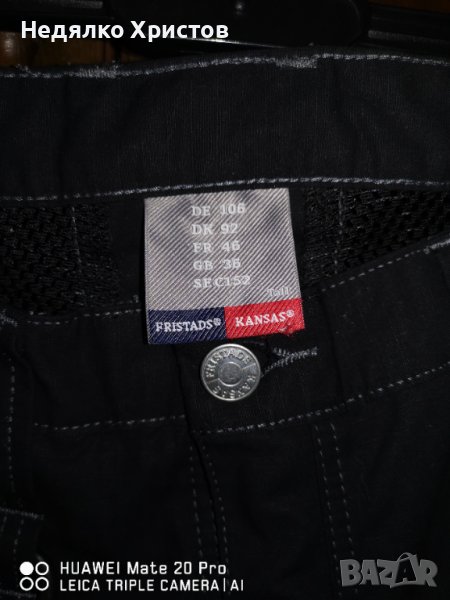 Недялко Христов
DE 106
DK 92
FR 46
GB 36
SE C152
Tall
FRISTADS® KANSAS®
FRISTADS KANSAS
HUAWEI Mate 20 Pro
LEICA TRIPLE CAMERA | AI
BAZAR